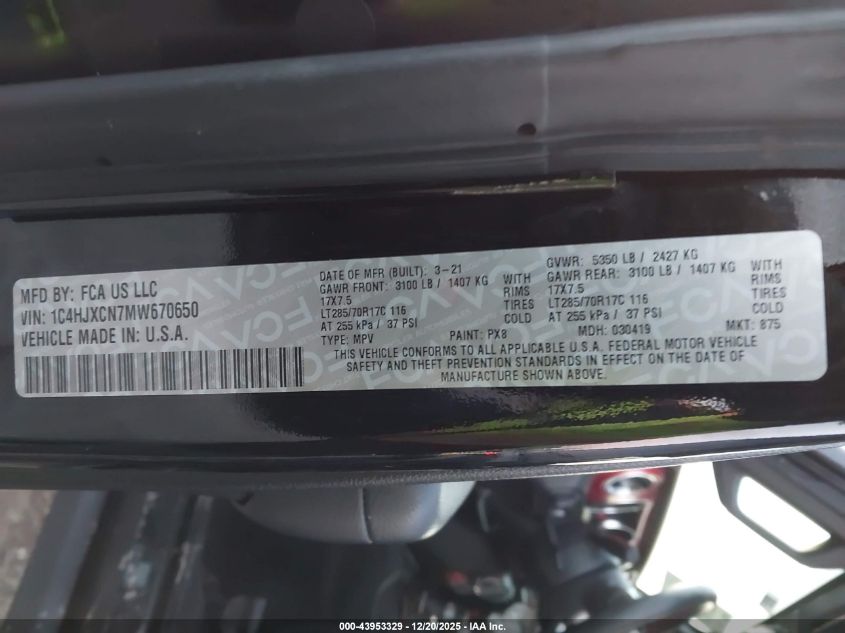 MFD BY: FCA US LLC
VIN: 1C4HJXCN7MW670650
VEHICLE MADE IN: U.S.A.
DATE OF MFR (BUILT): 3-21
GAWR FRONT: 3100 LB / 1407 KG WITH
17X7.5 RIMS
LT285/70R17C 116 TIRES
AT 255 kPa / 37 PSI COLD
TYPE: MPV PAINT: PX8
GVWR: 5350 LB / 2427 KG
GAWR REAR: 3100 LB / 1407 KG WITH
17X7.5 RIMS
LT285/70R17C 116 TIRES
AT 255 kPa / 37 PSI COLD
MDH: 030419 MKT: 875
THIS VEHICLE CONFORMS TO ALL APPLICABLE U.S.A. FEDERAL MOTOR VEHICLE
SAFETY AND THEFT PREVENTION STANDARDS IN EFFECT ON THE DATE OF
MANUFACTURE SHOWN ABOVE.
000-43953329 - 12/20/2025 - IAA Inc.